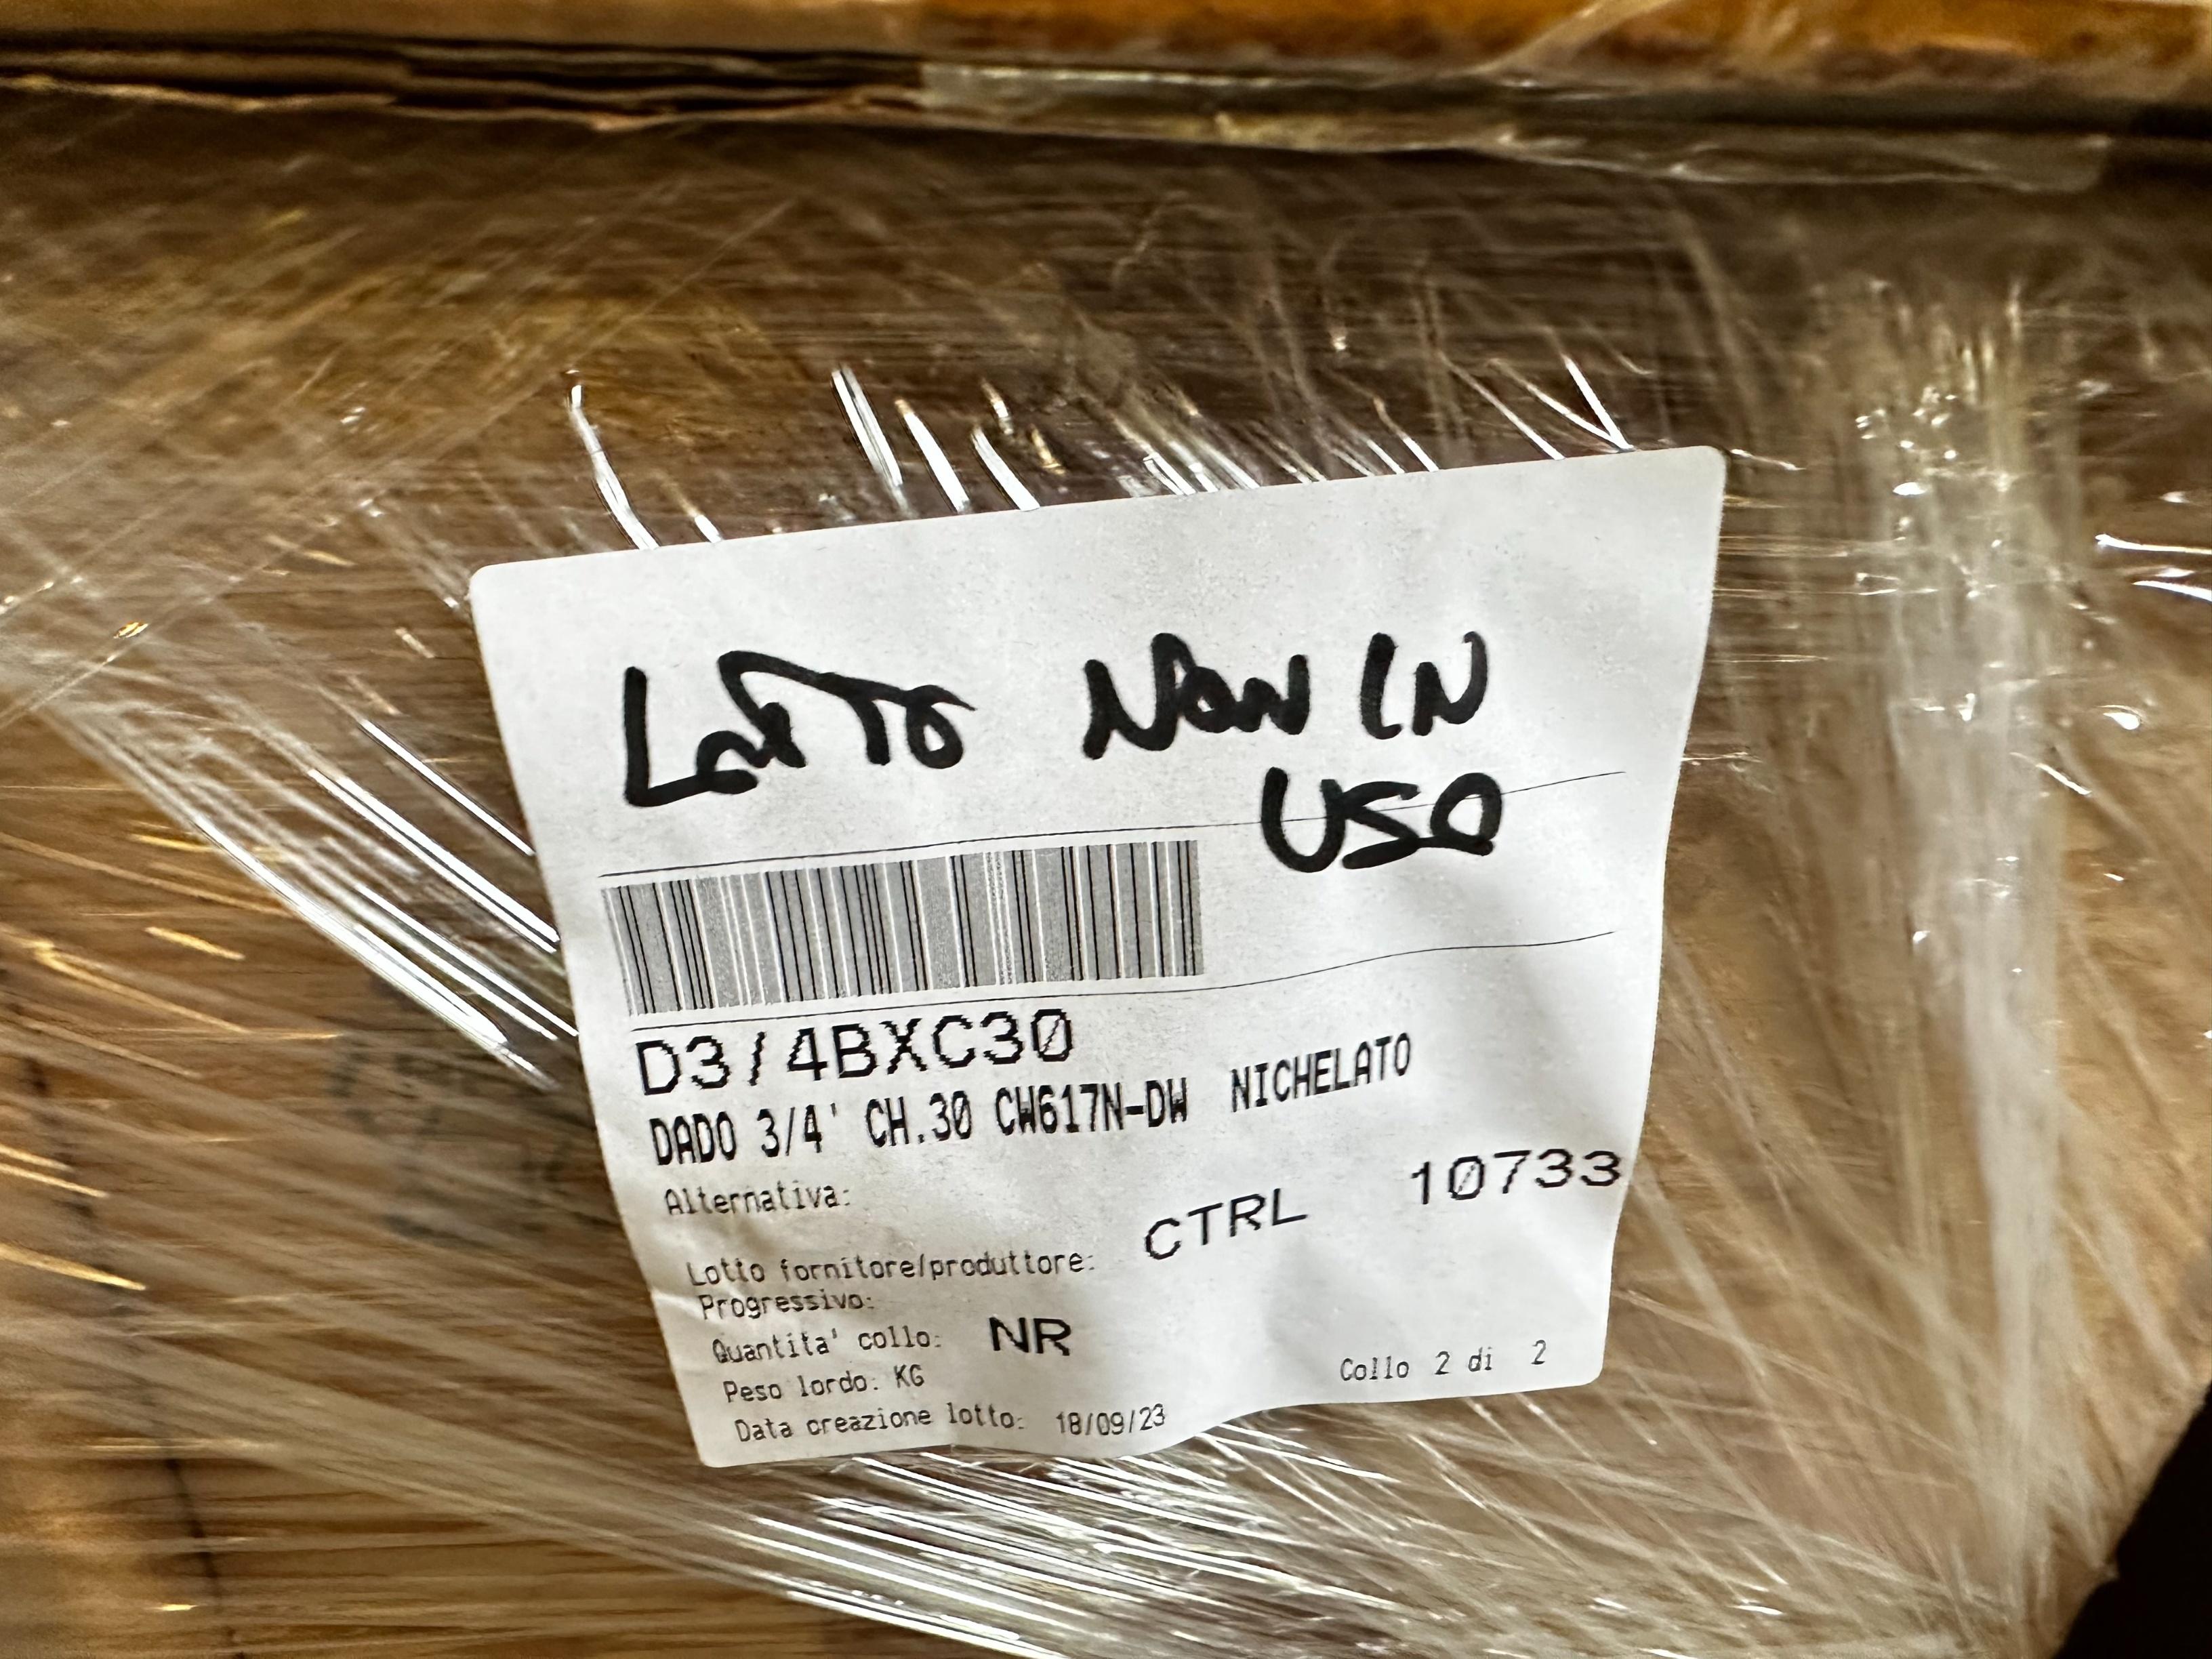 LOTTO NON IN
USO
D3/4BXC30
DADO 3/4' CH.30 CW617N-DW NICHELATO
Alternativa:
CTRL 10733
Lotto fornitore/produttore:
Progressivo:
Quantita' collo: NR
Peso lordo: KG
Collo 2 di 2
Data creazione lotto: 18/09/23